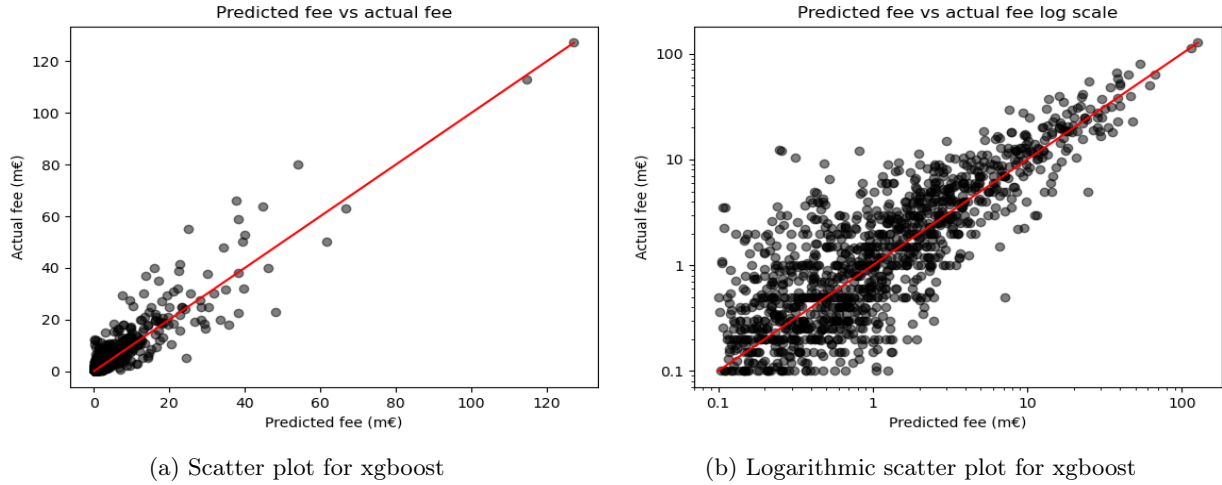 Predicted fee vs actual fee
120
100
80
60
40
20
0
Actual fee (m€)
0 20 40 60 80 100 120
Predicted fee (m€)
(a) Scatter plot for xgboost
Predicted fee vs actual fee log scale
100
10
1
0.1
Actual fee (m€)
0.1 1 10 100
Predicted fee (m€)
(b) Logarithmic scatter plot for xgboost